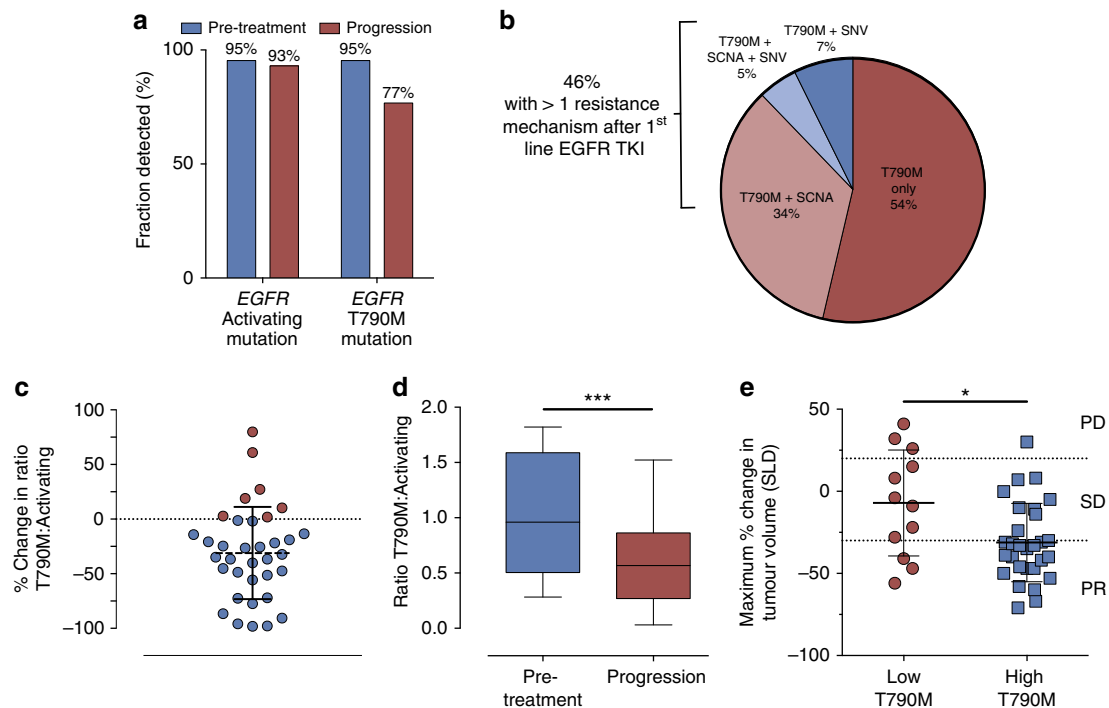 a
Pre-treatment
Progression
Fraction detected (%)
100
50
0
95%
93%
95%
77%
EGFR
Activating
mutation
EGFR
T790M
mutation
b
46%
with > 1 resistance
mechanism after 1st
line EGFR TKI
T790M +
SCNA + SNV
5%
T790M + SNV
7%
T790M
only
54%
T790M + SCNA
34%
c
% Change in ratio
T790M:Activating
100
50
0
–50
–100
d
Ratio T790M:Activating
2.0
1.5
1.0
0.5
0.0
***
Pre-
treatment
Progression
e
Maximum % change in
tumour volume (SLD)
50
0
–50
–100
*
PD
SD
PR
Low
T790M
High
T790M